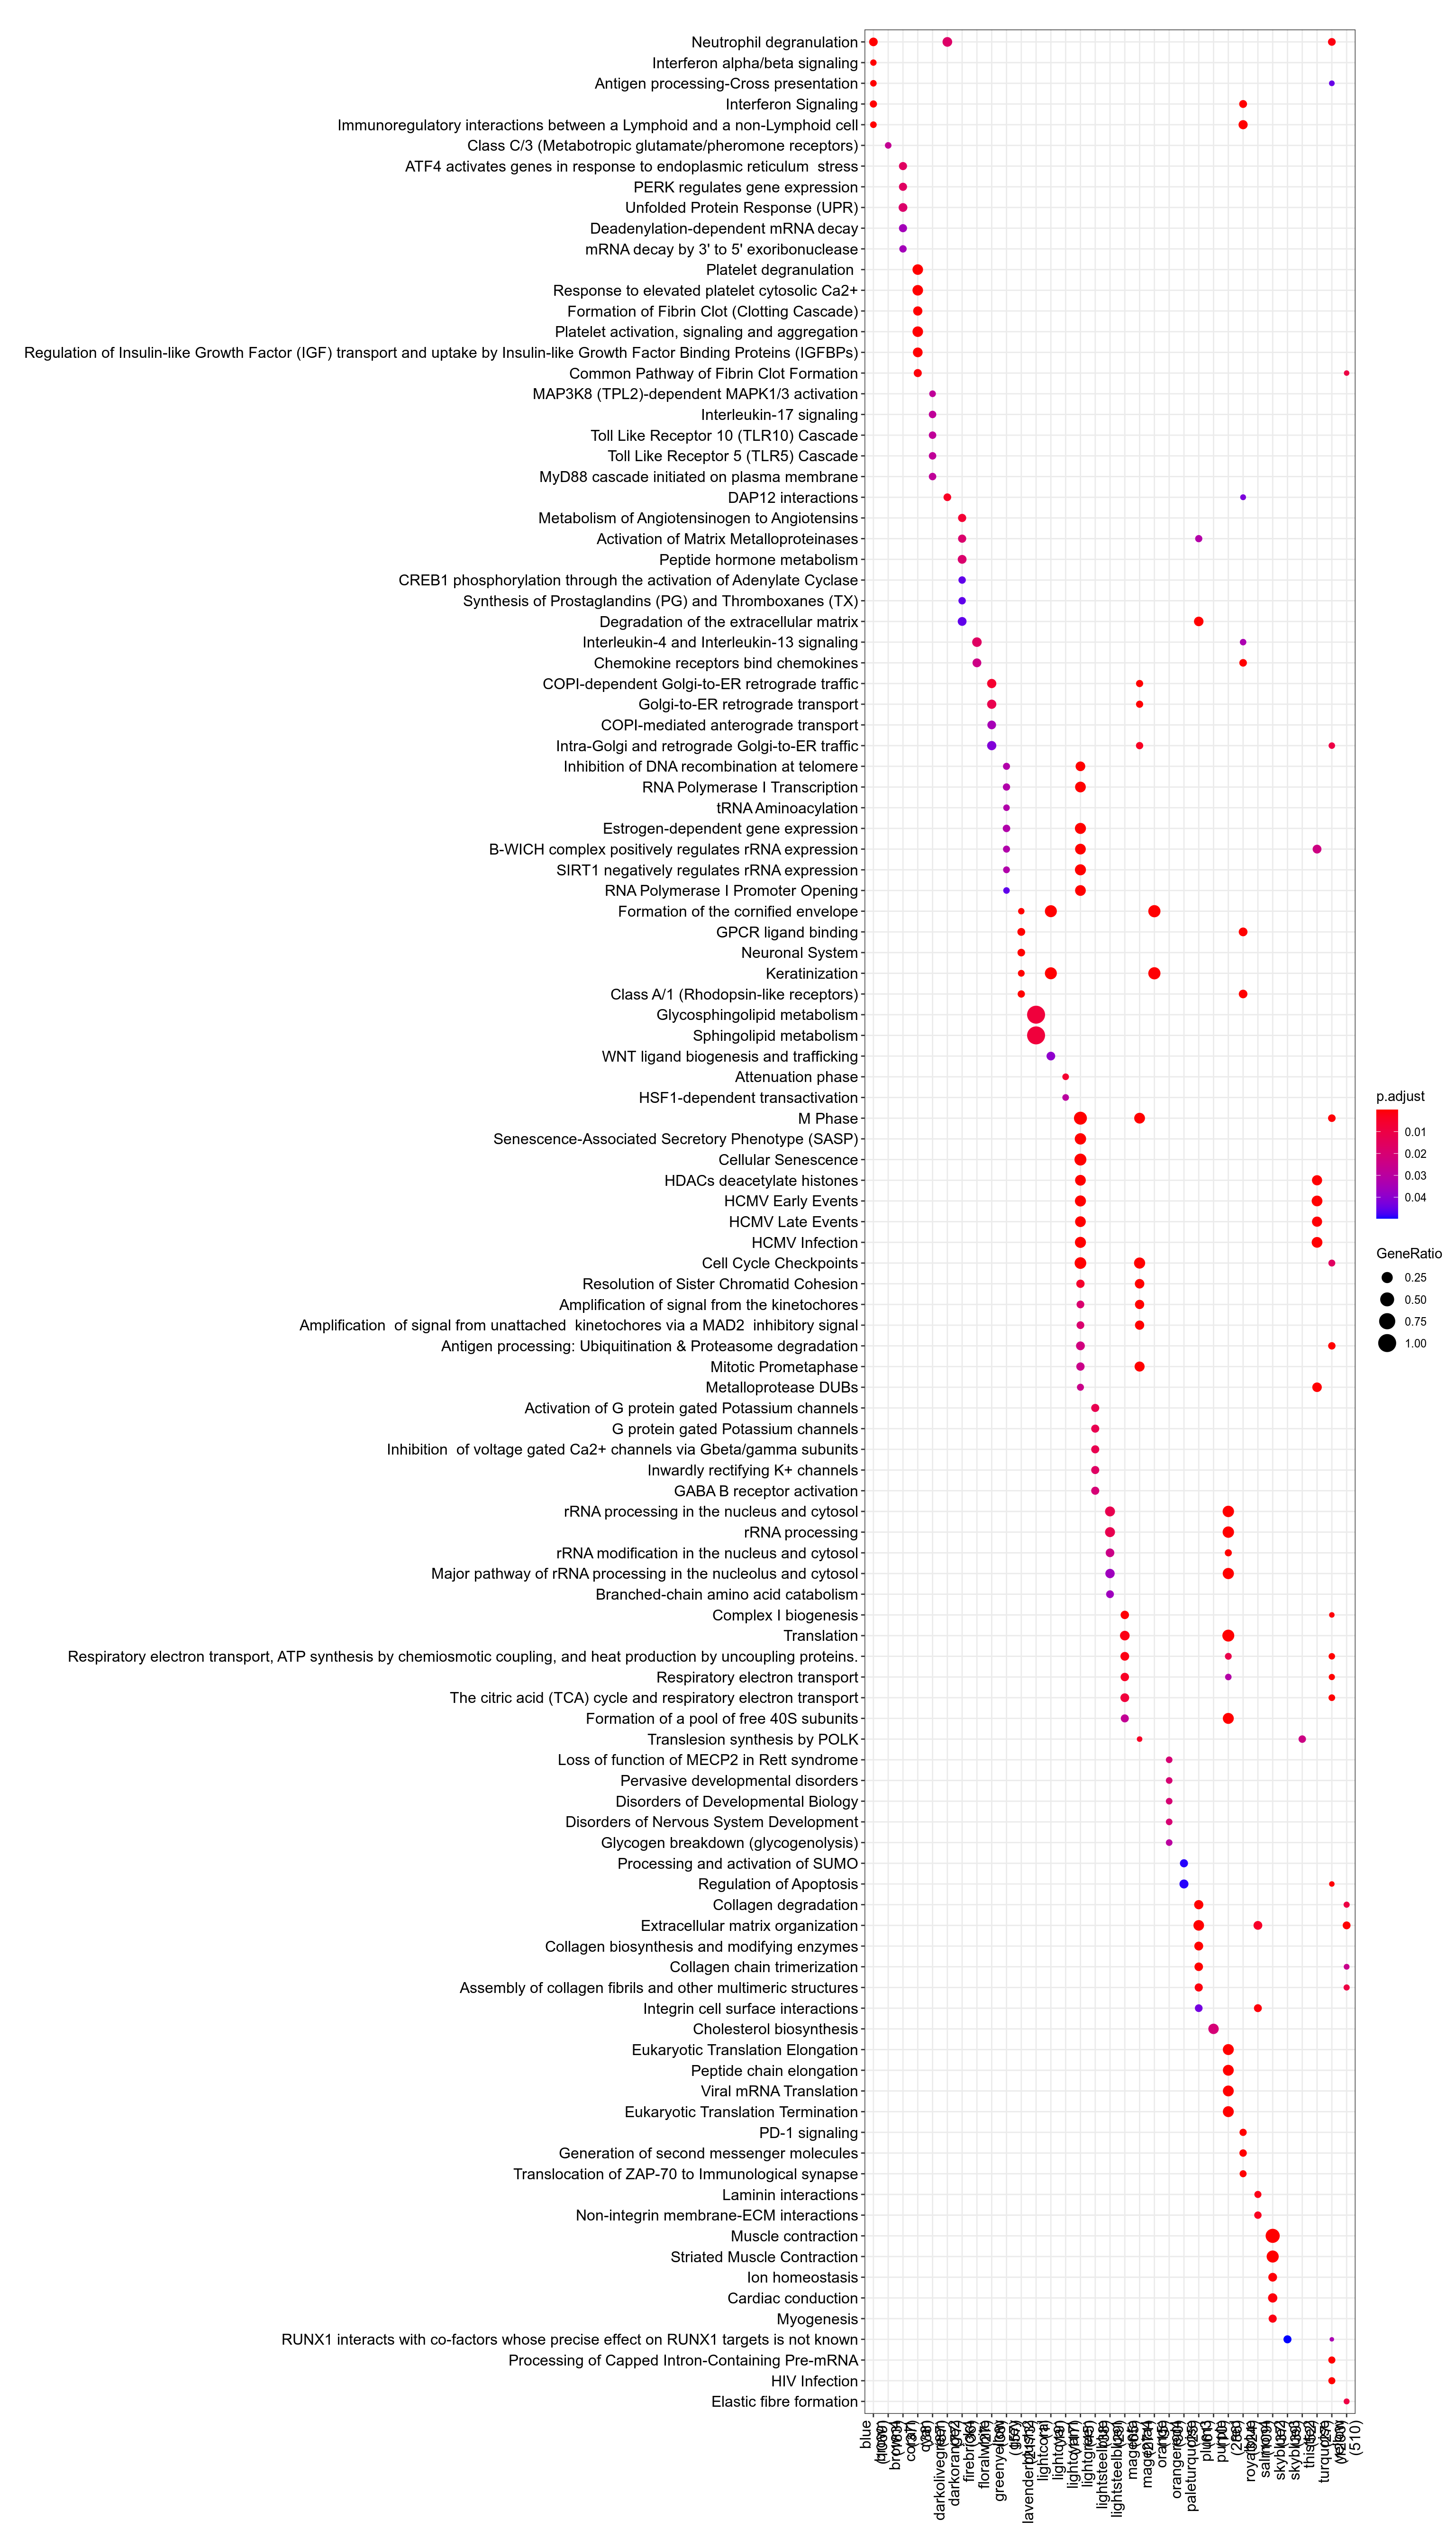 Neutrophil degranulation
Interferon alpha/beta signaling
Antigen processing-Cross presentation
Interferon Signaling
Immunoregulatory interactions between a Lymphoid and a non-Lymphoid cell
Class C/3 (Metabotropic glutamate/pheromone receptors)
ATF4 activates genes in response to endoplasmic reticulum  stress
PERK regulates gene expression
Unfolded Protein Response (UPR)
Deadenylation-dependent mRNA decay
mRNA decay by 3' to 5' exoribonuclease
Platelet degranulation
Response to elevated platelet cytosolic Ca2+
Formation of Fibrin Clot (Clotting Cascade)
Platelet activation, signaling and aggregation
Regulation of Insulin-like Growth Factor (IGF) transport and uptake by Insulin-like Growth Factor Binding Proteins (IGFBPs)
Common Pathway of Fibrin Clot Formation
MAP3K8 (TPL2)-dependent MAPK1/3 activation
Interleukin-17 signaling
Toll Like Receptor 10 (TLR10) Cascade
Toll Like Receptor 5 (TLR5) Cascade
MyD88 cascade initiated on plasma membrane
DAP12 interactions
Metabolism of Angiotensinogen to Angiotensins
Activation of Matrix Metalloproteinases
Peptide hormone metabolism
CREB1 phosphorylation through the activation of Adenylate Cyclase
Synthesis of Prostaglandins (PG) and Thromboxanes (TX)
Degradation of the extracellular matrix
Interleukin-4 and Interleukin-13 signaling
Chemokine receptors bind chemokines
COPI-dependent Golgi-to-ER retrograde traffic
Golgi-to-ER retrograde transport
COPI-mediated anterograde transport
Intra-Golgi and retrograde Golgi-to-ER traffic
Inhibition of DNA recombination at telomere
RNA Polymerase I Transcription
tRNA Aminoacylation
Estrogen-dependent gene expression
B-WICH complex positively regulates rRNA expression
SIRT1 negatively regulates rRNA expression
RNA Polymerase I Promoter Opening
Formation of the cornified envelope
GPCR ligand binding
Neuronal System
Keratinization
Class A/1 (Rhodopsin-like receptors)
Glycosphingolipid metabolism
Sphingolipid metabolism
WNT ligand biogenesis and trafficking
Attenuation phase
HSF1-dependent transactivation
M Phase
Senescence-Associated Secretory Phenotype (SASP)
Cellular Senescence
HDACs deacetylate histones
HCMV Early Events
HCMV Late Events
HCMV Infection
Cell Cycle Checkpoints
Resolution of Sister Chromatid Cohesion
Amplification of signal from the kinetochores
Amplification  of signal from unattached  kinetochores via a MAD2  inhibitory signal
Antigen processing: Ubiquitination & Proteasome degradation
Mitotic Prometaphase
Metalloprotease DUBs
Activation of G protein gated Potassium channels
G protein gated Potassium channels
Inhibition  of voltage gated Ca2+ channels via Gbeta/gamma subunits
Inwardly rectifying K+ channels
GABA B receptor activation
rRNA processing in the nucleus and cytosol
rRNA processing
rRNA modification in the nucleus and cytosol
Major pathway of rRNA processing in the nucleolus and cytosol
Branched-chain amino acid catabolism
Complex I biogenesis
Translation
Respiratory electron transport, ATP synthesis by chemiosmotic coupling, and heat production by uncoupling proteins.
Respiratory electron transport
The citric acid (TCA) cycle and respiratory electron transport
Formation of a pool of free 40S subunits
Translesion synthesis by POLK
Loss of function of MECP2 in Rett syndrome
Pervasive developmental disorders
Disorders of Developmental Biology
Disorders of Nervous System Development
Glycogen breakdown (glycogenolysis)
Processing and activation of SUMO
Regulation of Apoptosis
Collagen degradation
Extracellular matrix organization
Collagen biosynthesis and modifying enzymes
Collagen chain trimerization
Assembly of collagen fibrils and other multimeric structures
Integrin cell surface interactions
Cholesterol biosynthesis
Eukaryotic Translation Elongation
Peptide chain elongation
Viral mRNA Translation
Eukaryotic Translation Termination
PD-1 signaling
Generation of second messenger molecules
Translocation of ZAP-70 to Immunological synapse
Laminin interactions
Non-integrin membrane-ECM interactions
Muscle contraction
Striated Muscle Contraction
Ion homeostasis
Cardiac conduction
Myogenesis
RUNX1 interacts with co-factors whose precise effect on RUNX1 targets is not known
Processing of Capped Intron-Containing Pre-mRNA
HIV Infection
Elastic fibre formation
p.adjust
0.01
0.02
0.03
0.04
GeneRatio
0.25
0.50
0.75
1.00
blue
(510)